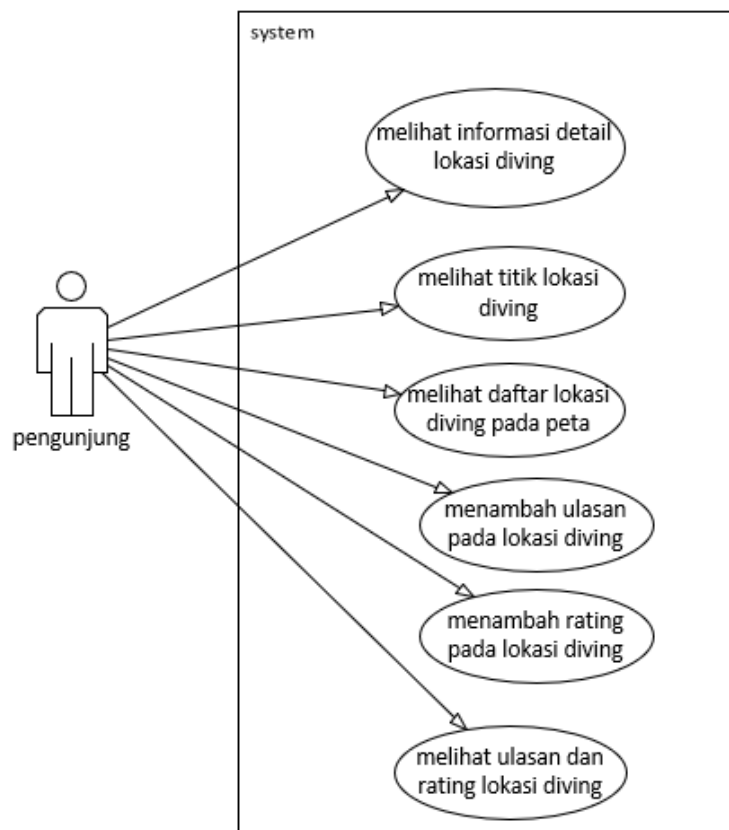 system
melihat informasi detail
lokasi diving
melihat titik lokasi
diving
melihat daftar lokasi
diving pada peta
pengunjung
menambah ulasan
pada lokasi diving
menambah rating
pada lokasi diving
melihat ulasan dan
rating lokasi diving